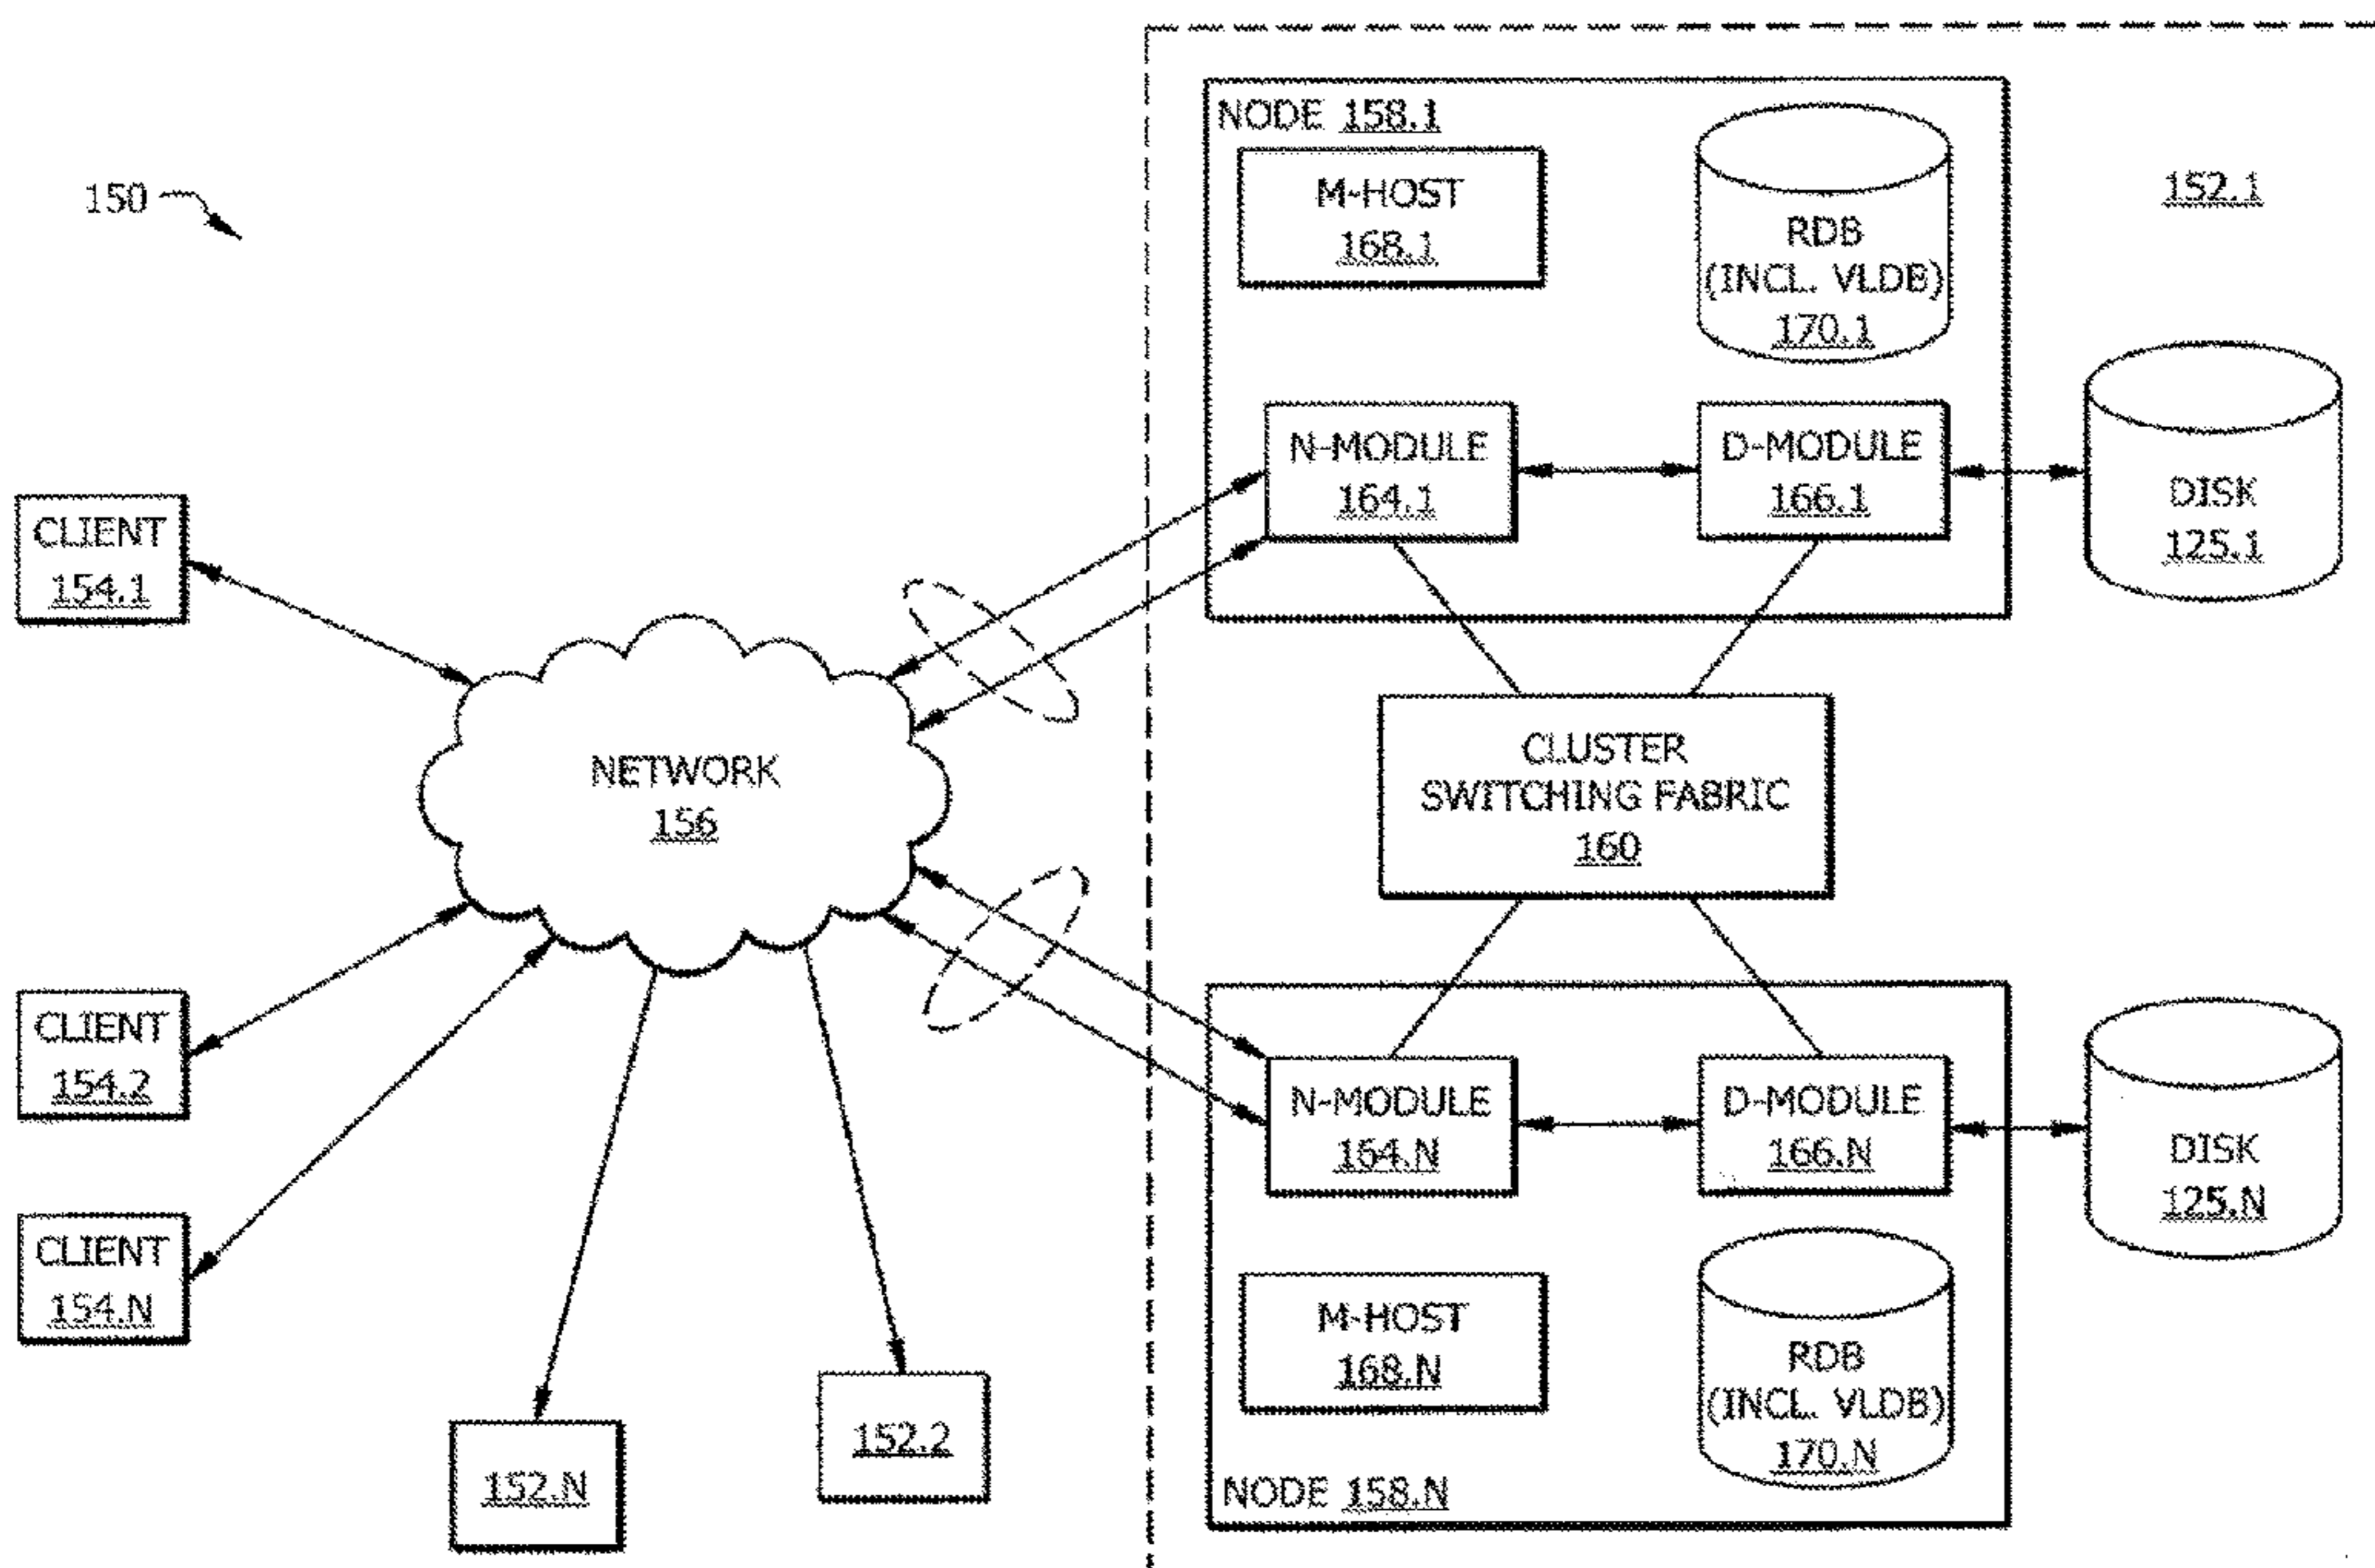 150
NODE 158.1
M-HOST
168.1
RDB
(INCL. VLDB)
170.1
152.1
N-MODULE
164.1
D-MODULE
166.1
DISK
125.1
CLIENT
154.1
NETWORK
156
CLUSTER
SWITCHING FABRIC
160
CLIENT
154.2
N-MODULE
164.N
D-MODULE
166.N
DISK
125.N
CLIENT
154.N
M-HOST
168.N
RDB
(INCL. VLDB)
170.N
152.N
152.2
NODE 158.N